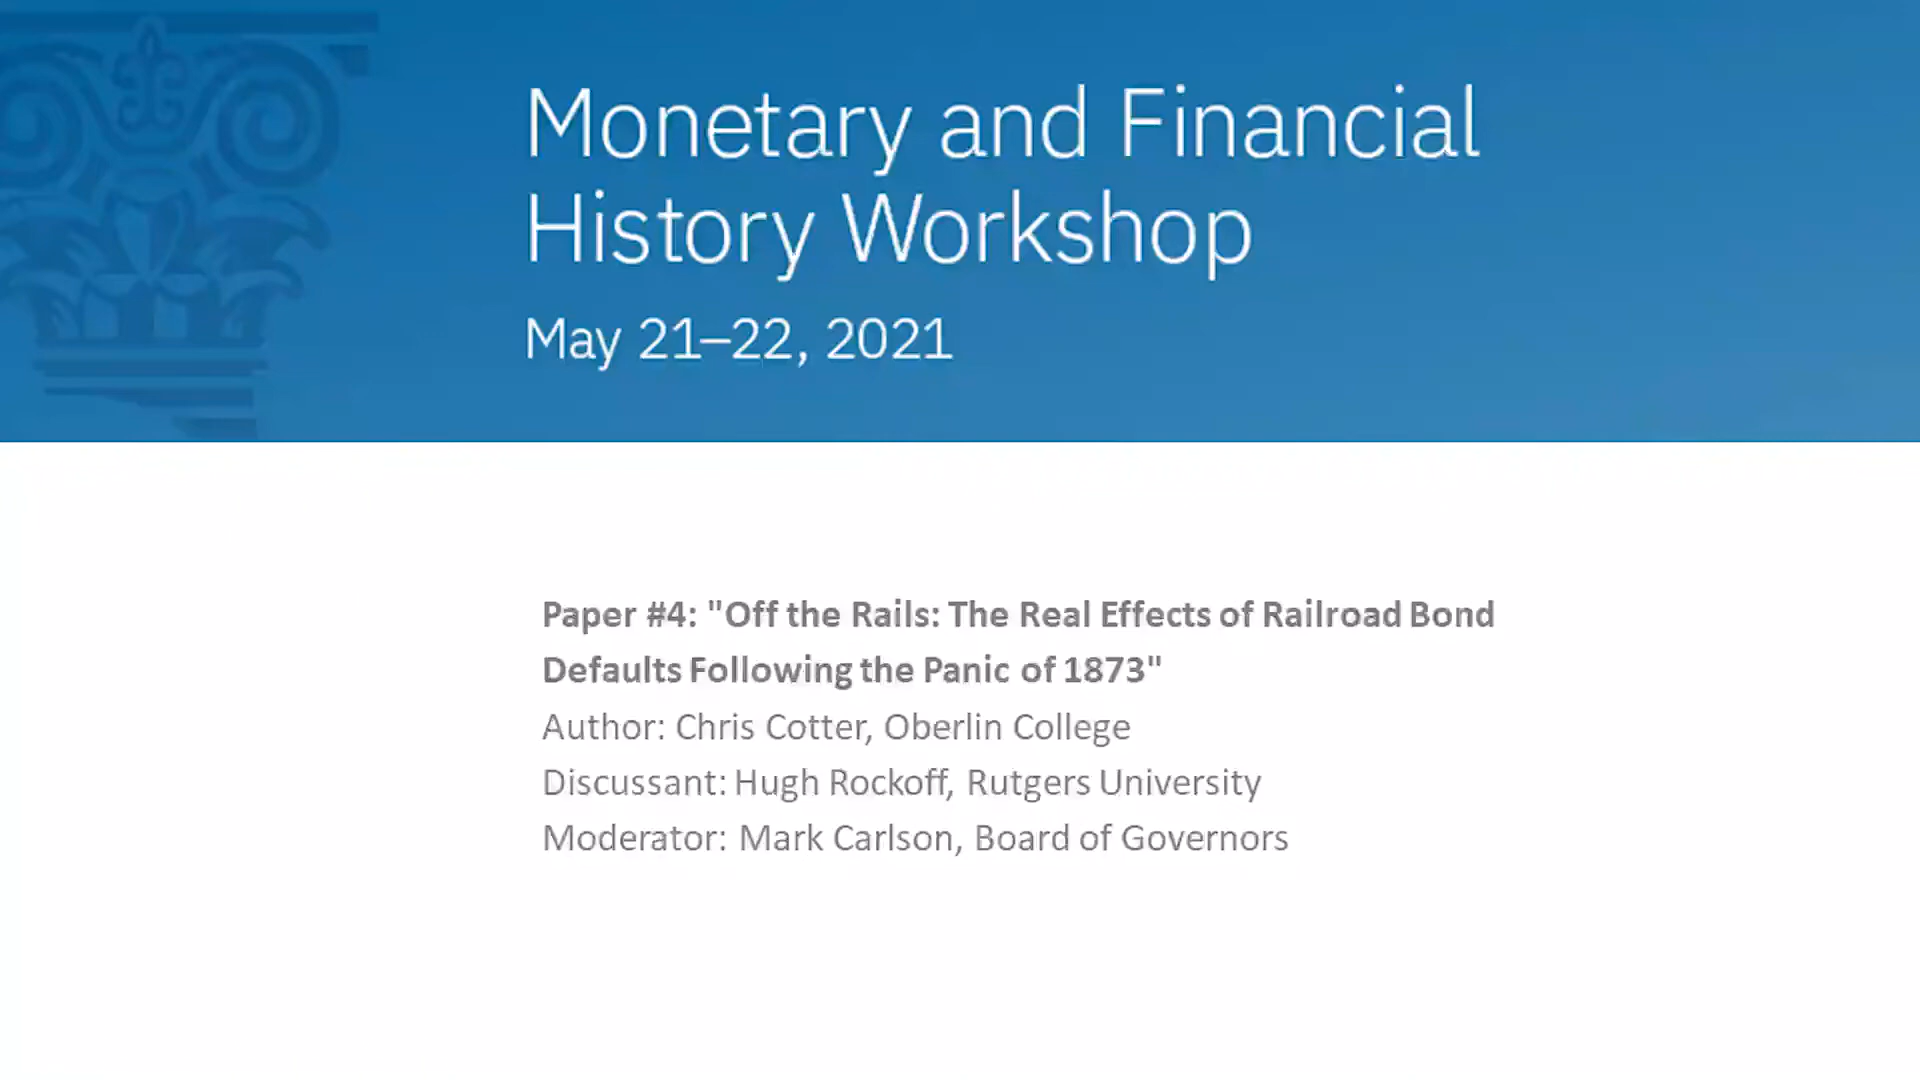 Monetary and Financial
History Workshop
May 21–22, 2021
Paper #4: "Off the Rails: The Real Effects of Railroad Bond
Defaults Following the Panic of 1873"
Author: Chris Cotter, Oberlin College
Discussant: Hugh Rockoff, Rutgers University
Moderator: Mark Carlson, Board of Governors